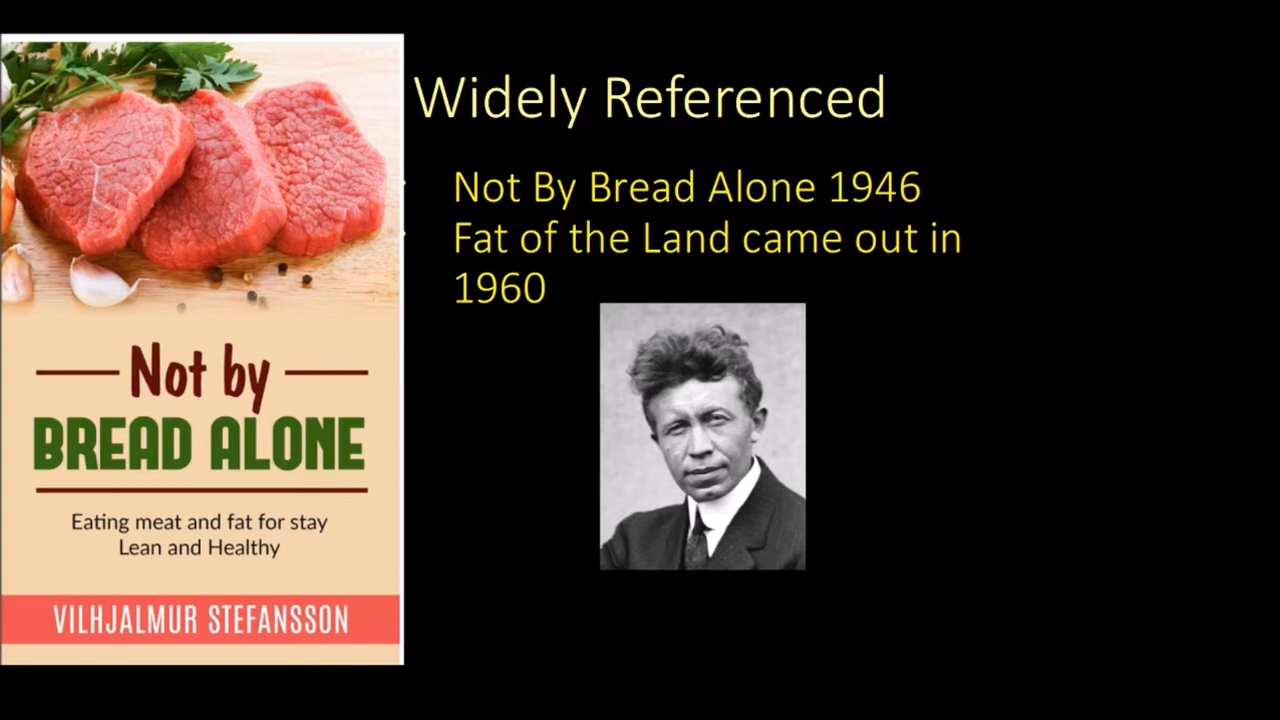 Widely Referenced
Not By Bread Alone 1946
Fat of the Land came out in
1960
Not by
BREAD ALONE
Eating meat and fat for stay
Lean and Healthy
VILHJALMUR STEFANSSON